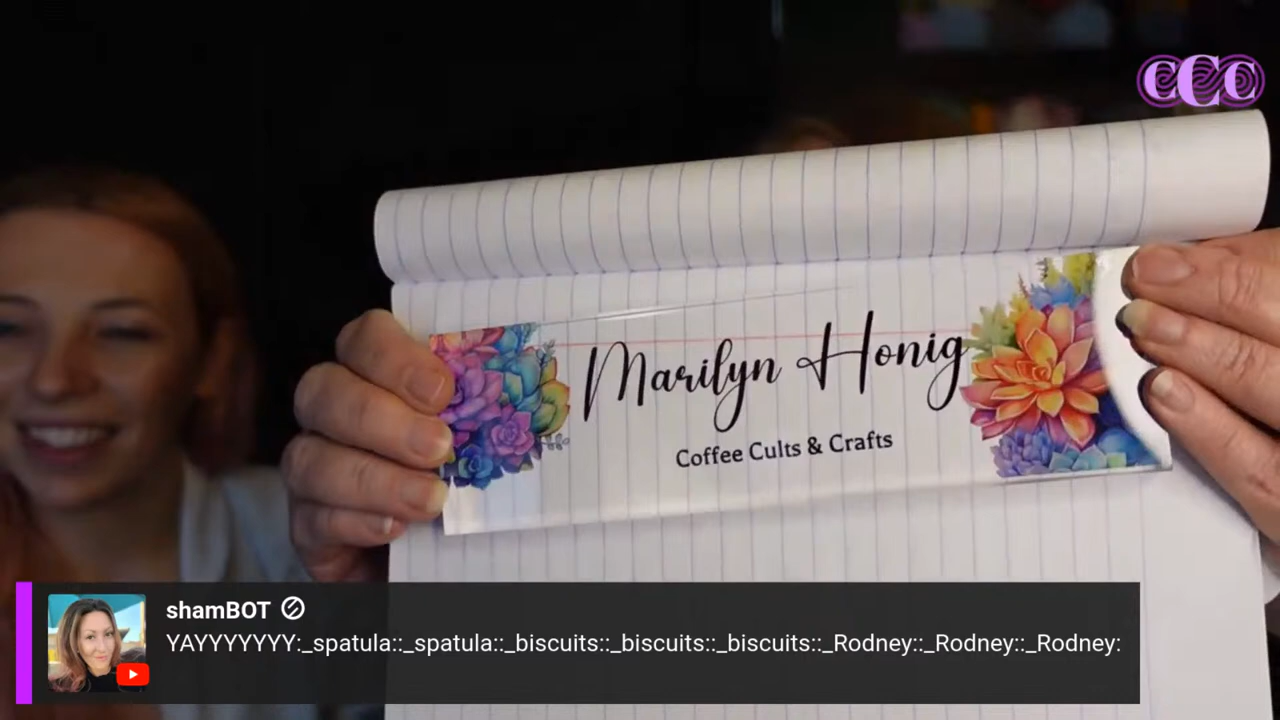 CCC
Marilyn Honig
Coffee Cults & Crafts
shamBOT
YAYYYYYYY:_spatula::_spatula::_biscuits::_biscuits::_biscuits::_Rodney::_Rodney::_Rodney: